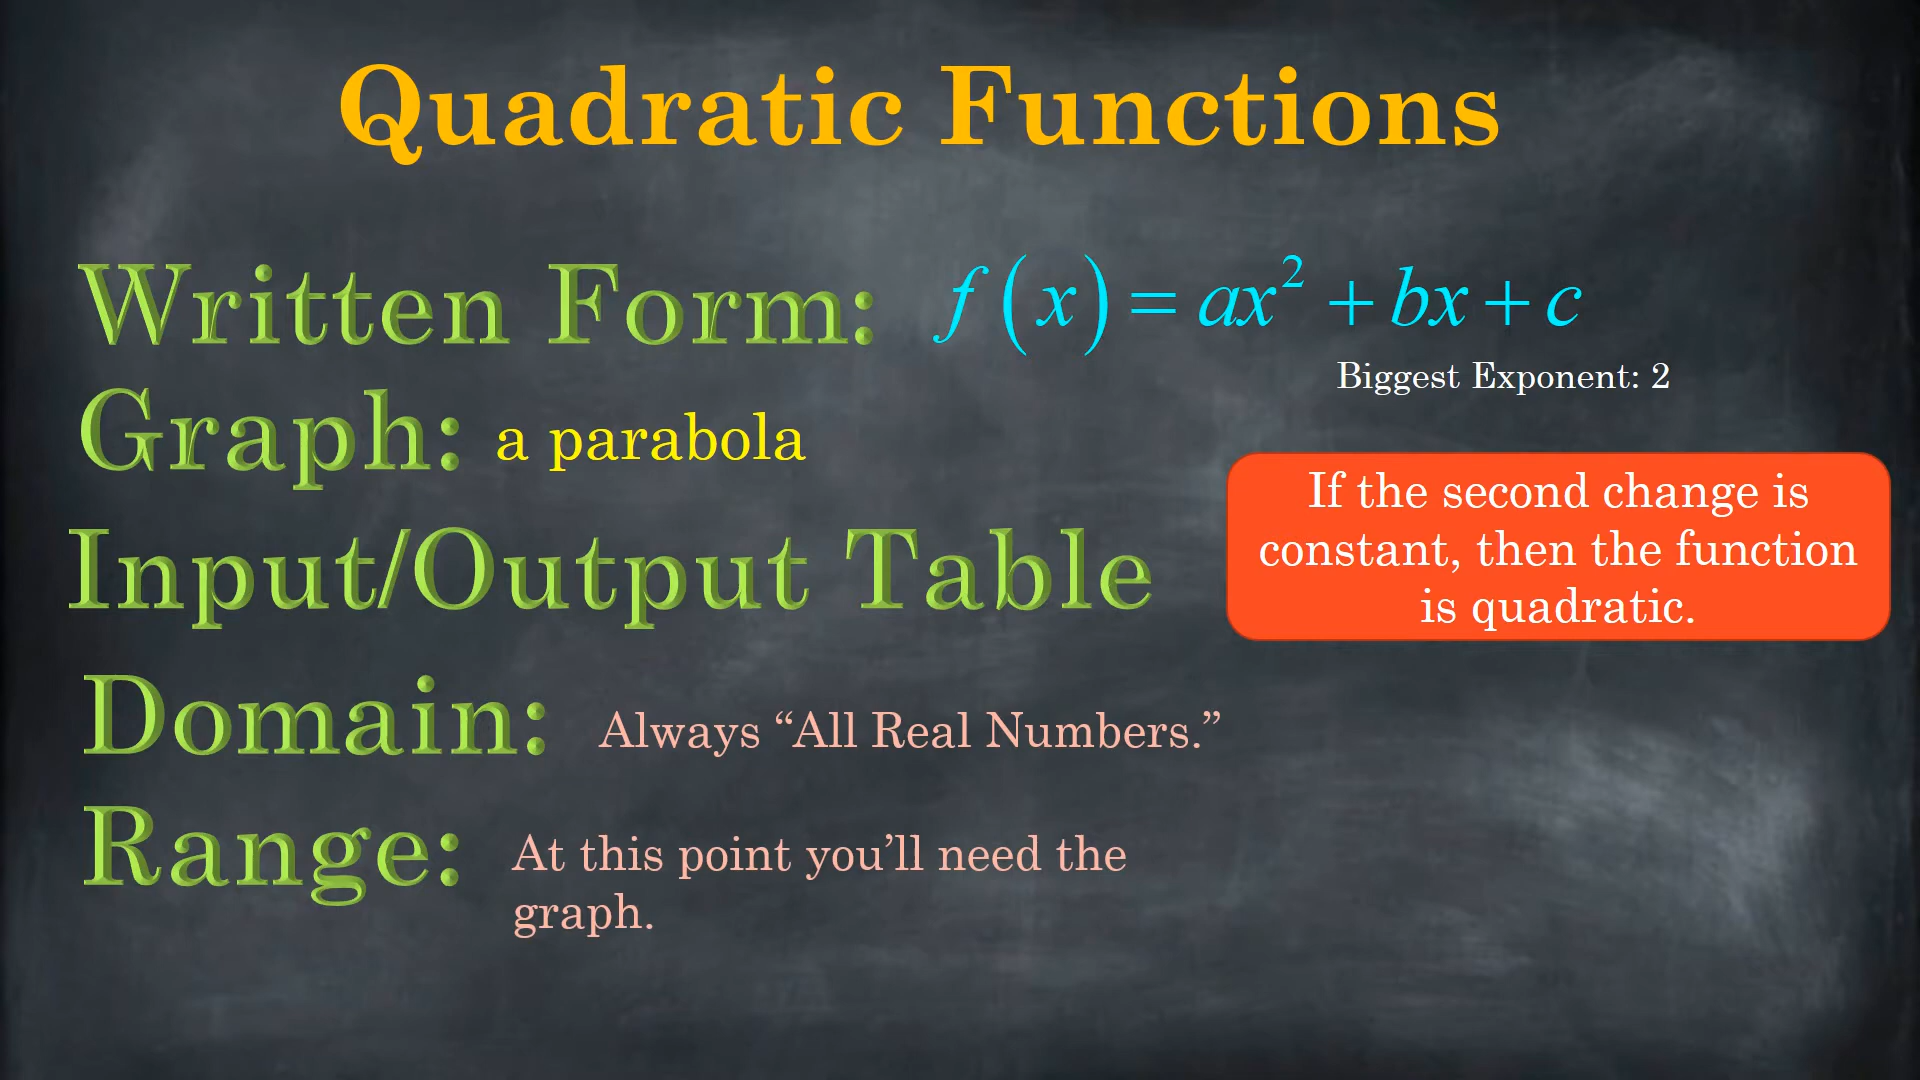 Quadratic Functions
Written Form: f(x) = ax² + bx + c
Biggest Exponent: 2
Graph: a parabola
Input/Output Table
If the second change is
constant, then the function
is quadratic.
Domain: Always “All Real Numbers.”
Range: At this point you’ll need the
graph.